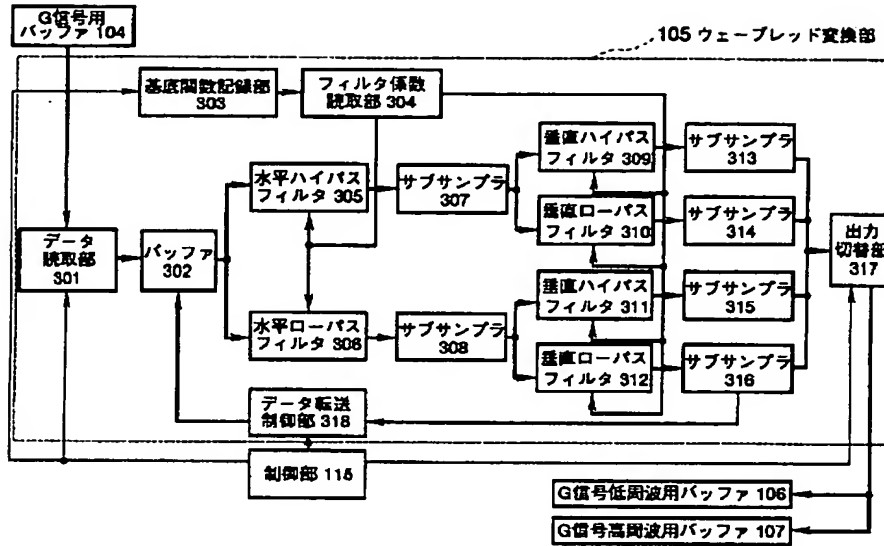 G信号用
バッファ 104
105 ウェーブレッド変換部
基底関数記録部
303
フィルタ係数
読取部 304
水平ハイパス
フィルタ 305
サブサンプラ
307
垂直ハイパス
フィルタ 309
サブサンプラ
313
垂直ローパス
フィルタ 310
サブサンプラ
314
データ
読取部
301
バッファ
302
出力
切替部
317
水平ローパス
フィルタ 306
サブサンプラ
308
垂直ハイパス
フィルタ 311
サブサンプラ
315
垂直ローパス
フィルタ 312
サブサンプラ
316
データ転送
制御部 318
制御部 115
G信号低周波用バッファ 106
G信号高周波用バッファ 107